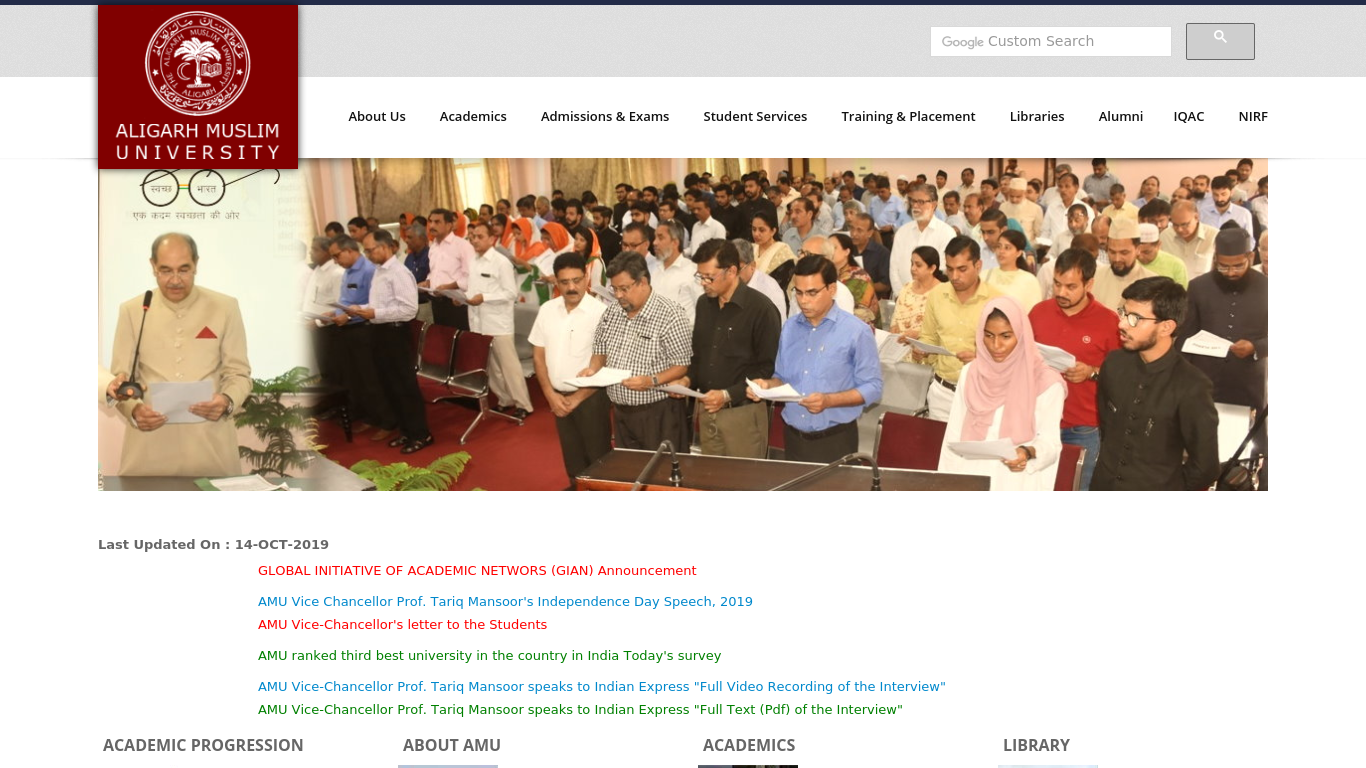 Google Custom Search
THE ALIGARH MUSLIM UNIVERSITY
ALIGARH
ALIGARH MUSLIM
UNIVERSITY
About Us Academics Admissions & Exams Student Services Training & Placement Libraries Alumni IQAC NIRF
स्वच्छ भारत
एक कदम स्वच्छता की ओर
Last Updated On : 14-OCT-2019
GLOBAL INITIATIVE OF ACADEMIC NETWORS (GIAN) Announcement
AMU Vice Chancellor Prof. Tariq Mansoor's Independence Day Speech, 2019
AMU Vice-Chancellor's letter to the Students
AMU ranked third best university in the country in India Today's survey
AMU Vice-Chancellor Prof. Tariq Mansoor speaks to Indian Express "Full Video Recording of the Interview"
AMU Vice-Chancellor Prof. Tariq Mansoor speaks to Indian Express "Full Text (Pdf) of the Interview"
ACADEMIC PROGRESSION ABOUT AMU ACADEMICS LIBRARY